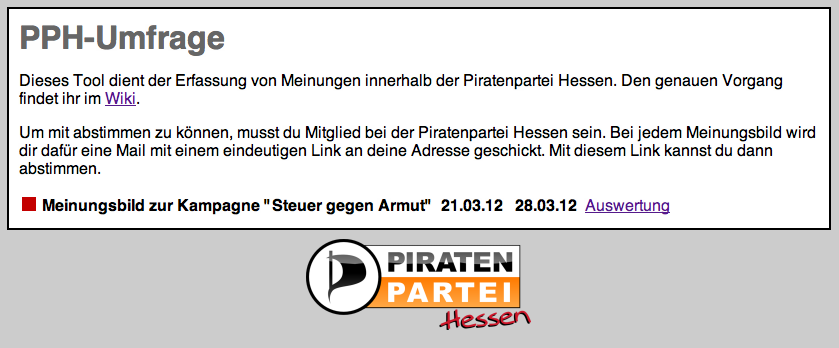 PPH-Umfrage
Dieses Tool dient der Erfassung von Meinungen innerhalb der Piratenpartei Hessen. Den genauen Vorgang
findet ihr im Wiki.
Um mit abstimmen zu können, musst du Mitglied bei der Piratenpartei Hessen sein. Bei jedem Meinungsbild wird
dir dafür eine Mail mit einem eindeutigen Link an deine Adresse geschickt. Mit diesem Link kannst du dann
abstimmen.
Meinungsbild zur Kampagne "Steuer gegen Armut" 21.03.12 28.03.12 Auswertung
PIRATEN
PARTEI
Hessen